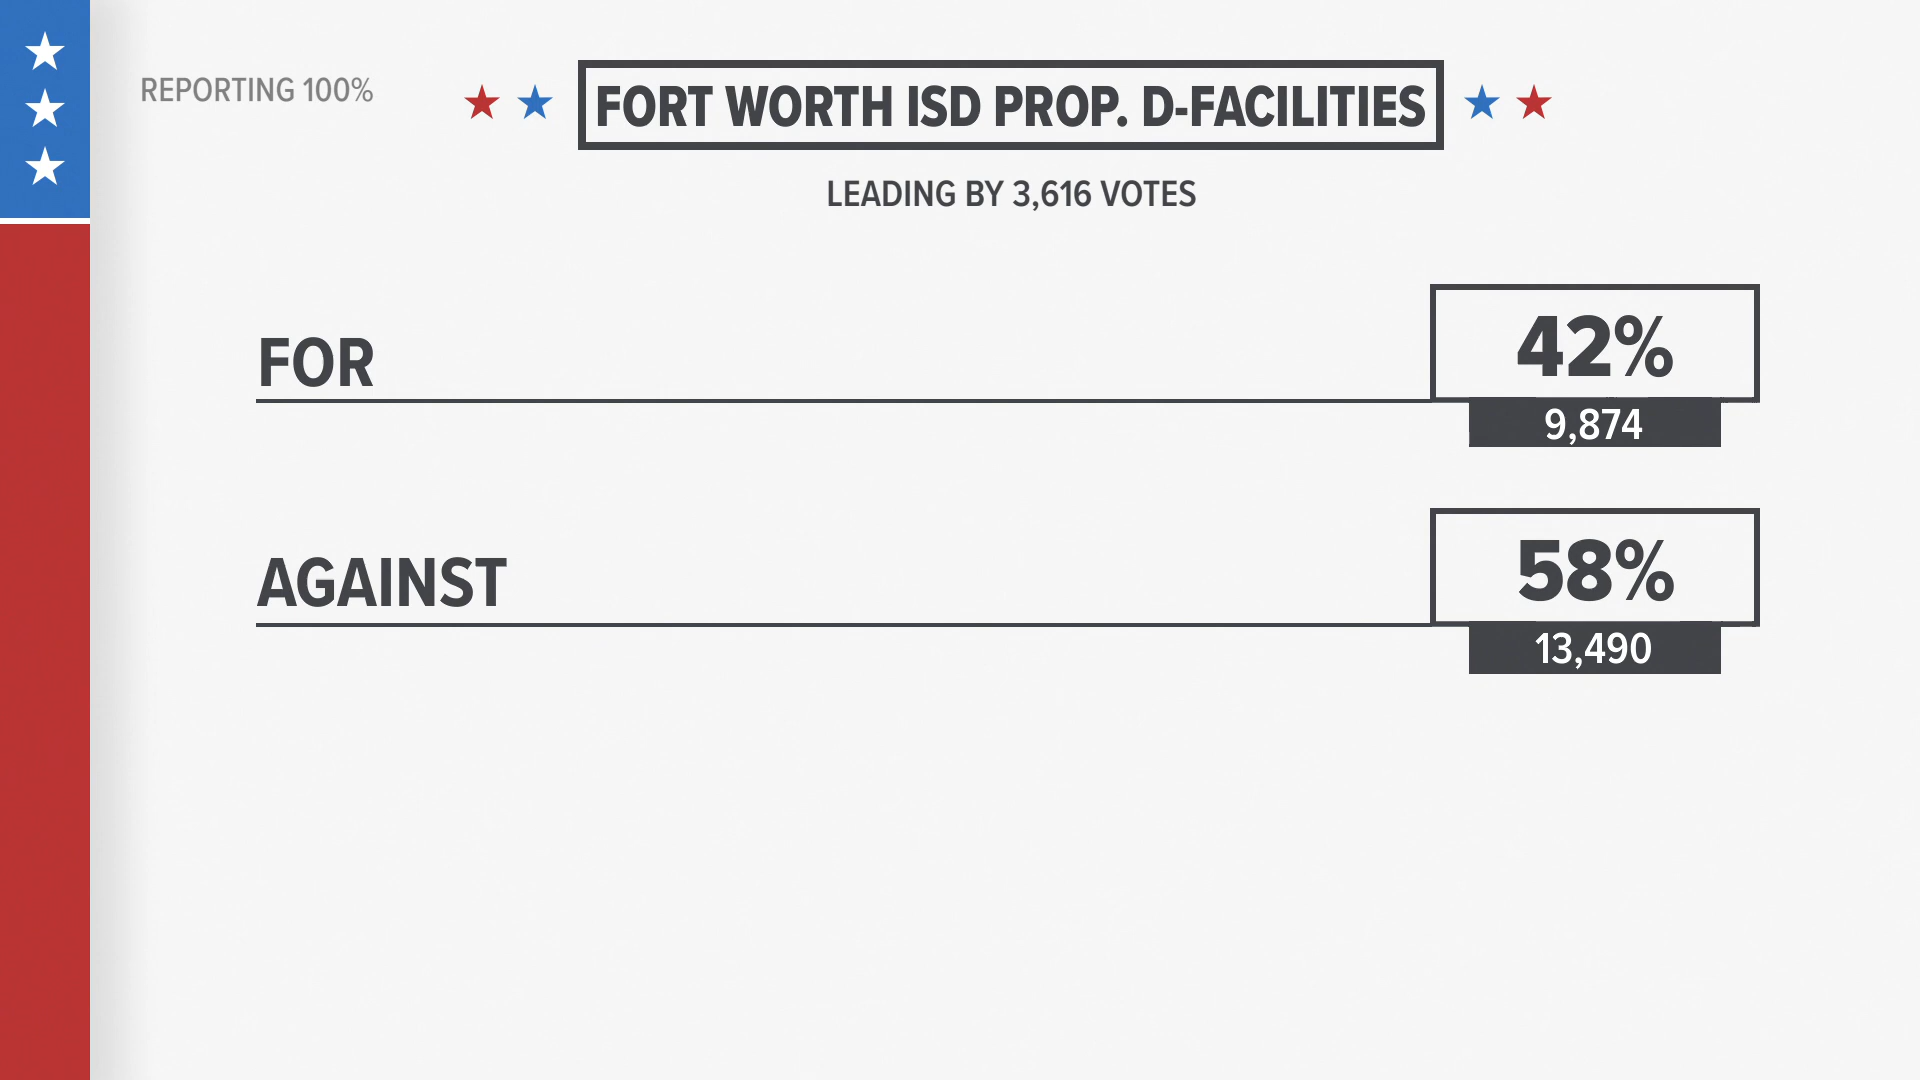 REPORTING 100%
FORT WORTH ISD PROP. D-FACILITIES
LEADING BY 3,616 VOTES
FOR
42%
9,874
AGAINST
58%
13,490